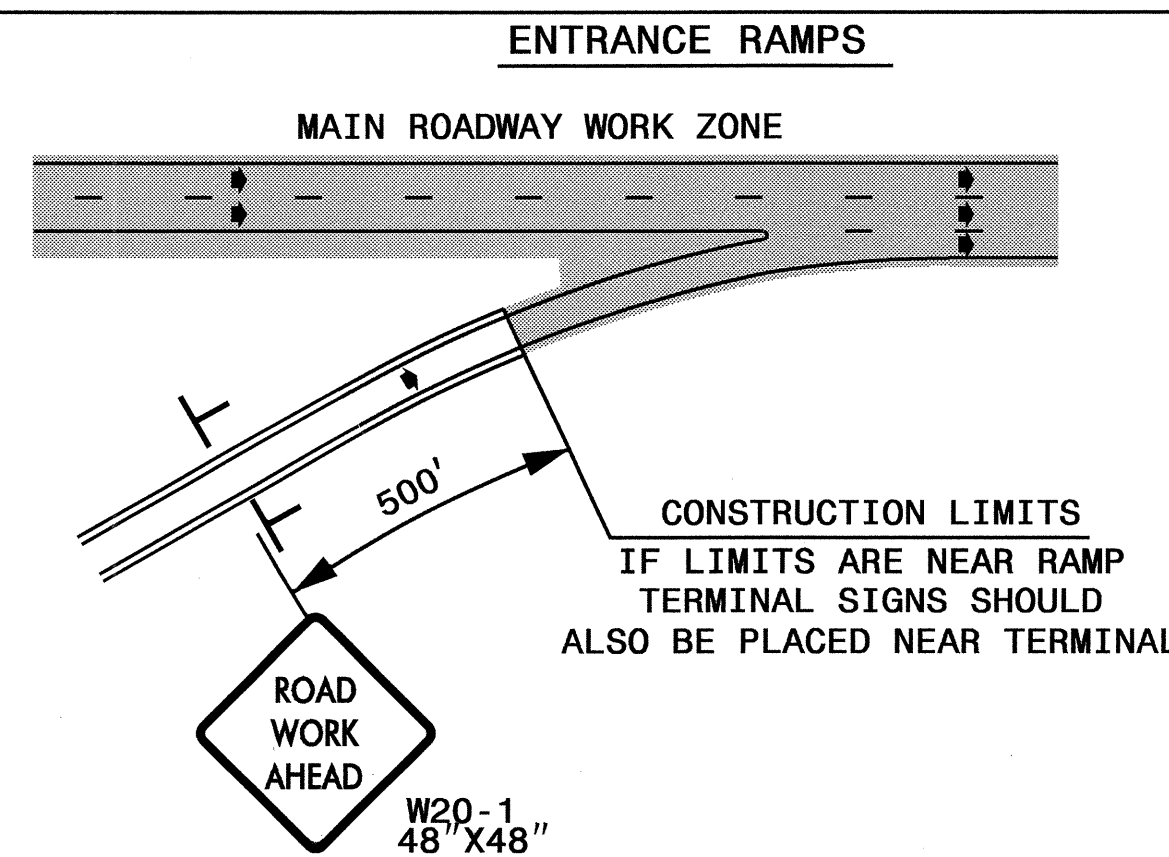 ENTRANCE RAMPS
MAIN ROADWAY WORK ZONE
500'
CONSTRUCTION LIMITS
IF LIMITS ARE NEAR RAMP
TERMINAL SIGNS SHOULD
ALSO BE PLACED NEAR TERMINAL
ROAD
WORK
AHEAD
W20-1
48"X48"